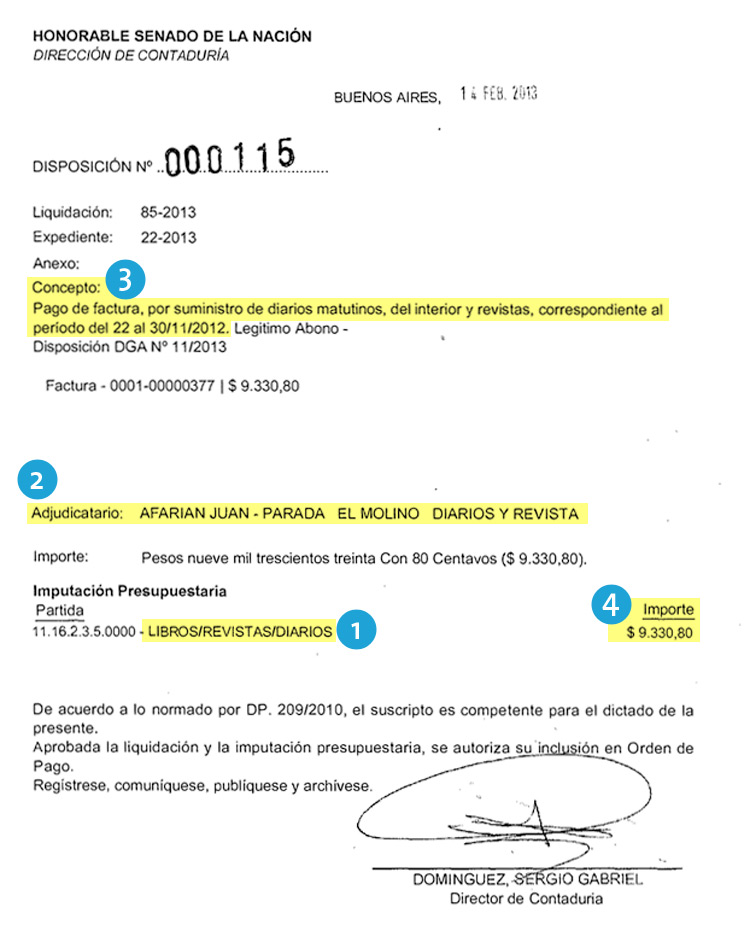 HONORABLE SENADO DE LA NACIÓN
DIRECCIÓN DE CONTADURÍA
BUENOS AIRES, 14 FEB. 2013
DISPOSICIÓN Nº ..000115..........
Liquidación: 85-2013
Expediente: 22-2013
Anexo:
3
Concepto:
Pago de factura, por suministro de diarios matutinos, del interior y revistas, correspondiente al
período del 22 al 30/11/2012. Legitimo Abono -
Disposición DGA Nº 11/2013
Factura - 0001-00000377 | $ 9.330,80
2
Adjudicatario: AFARIAN JUAN - PARADA EL MOLINO DIARIOS Y REVISTA
Importe: Pesos nueve mil trescientos treinta Con 80 Centavos ($ 9.330,80).
Imputación Presupuestaria
Partida 4 Importe
11.16.2.3.5.0000 - LIBROS/REVISTAS/DIARIOS 1 $ 9.330,80
De acuerdo a lo normado por DP. 209/2010, el suscripto es competente para el dictado de la
presente.
Aprobada la liquidación y la imputación presupuestaria, se autoriza su inclusión en Orden de
Pago.
Regístrese, comuníquese, publíquese y archívese.
DOMINGUEZ, SERGIO GABRIEL
Director de Contaduria